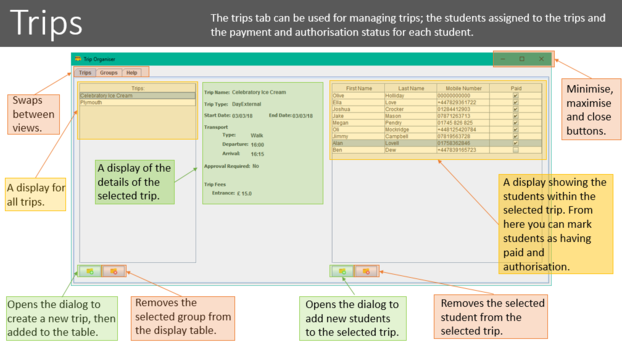 Trips
The trips tab can be used for managing trips; the students assigned to the trips and
the payment and authorisation status for each student.
Trip Organiser
Trips Groups Help
Trips
Celebratory Ice Cream
Plymouth
Trip Name: Celebratory Ice Cream
Trip Type: DayExternal
Start Date: 03/03/18 End Date: 03/03/18
Transport
Type: Walk
Departure: 16:00
Arrival: 16:15
Approval Required: No
Trip Fees
Entrance: £ 15.0
First Name Last Name Mobile Number Paid
Olive Holliday 00000000000
Ella Love +447829361722
Joshua Crocker 01284412903
Jake Mason 07871263713
Megan Pendry 01745 826 825
Oli Mockridge +448125420784
Jimmy Campbell 07819563728
Alan Lovell 01758382846
Ben Dew +447839165723
Swaps
between
views.
A display for
all trips.
A display of the
details of the
selected trip.
Minimise,
maximise
and close
buttons.
A display showing the
students within the
selected trip. From
here you can mark
students as having
paid and
authorisation.
Opens the dialog to
create a new trip, then
added to the table.
Removes the
selected group from
the display table.
Opens the dialog to
add new students
to the selected trip.
Removes the selected
student from the
selected trip.